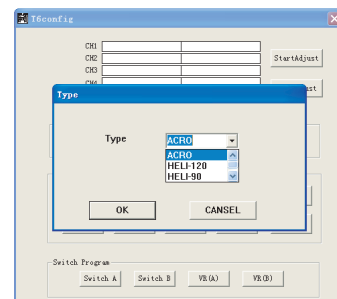 T6config
CH1
CH2
StartAdjust
CH3
CH4
ust
Type
Type
ACRO
ACRO
HELI-120
HELI-90
OK
CANSEL
Switch Program
Switch A
Switch B
VR(A)
VR(B)